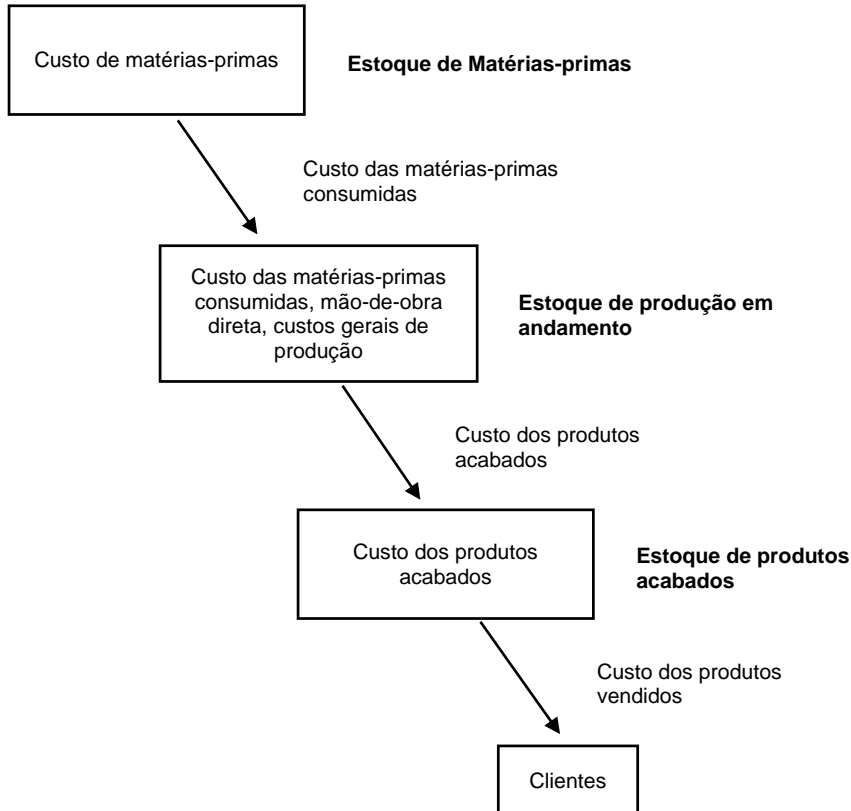 Custo de matérias-primas
Estoque de Matérias-primas
Custo das matérias-primas
consumidas
Custo das matérias-primas
consumidas, mão-de-obra
direta, custos gerais de
produção
Estoque de produção em
andamento
Custo dos produtos
acabados
Custo dos produtos
acabados
Estoque de produtos
acabados
Custo dos produtos
vendidos
Clientes